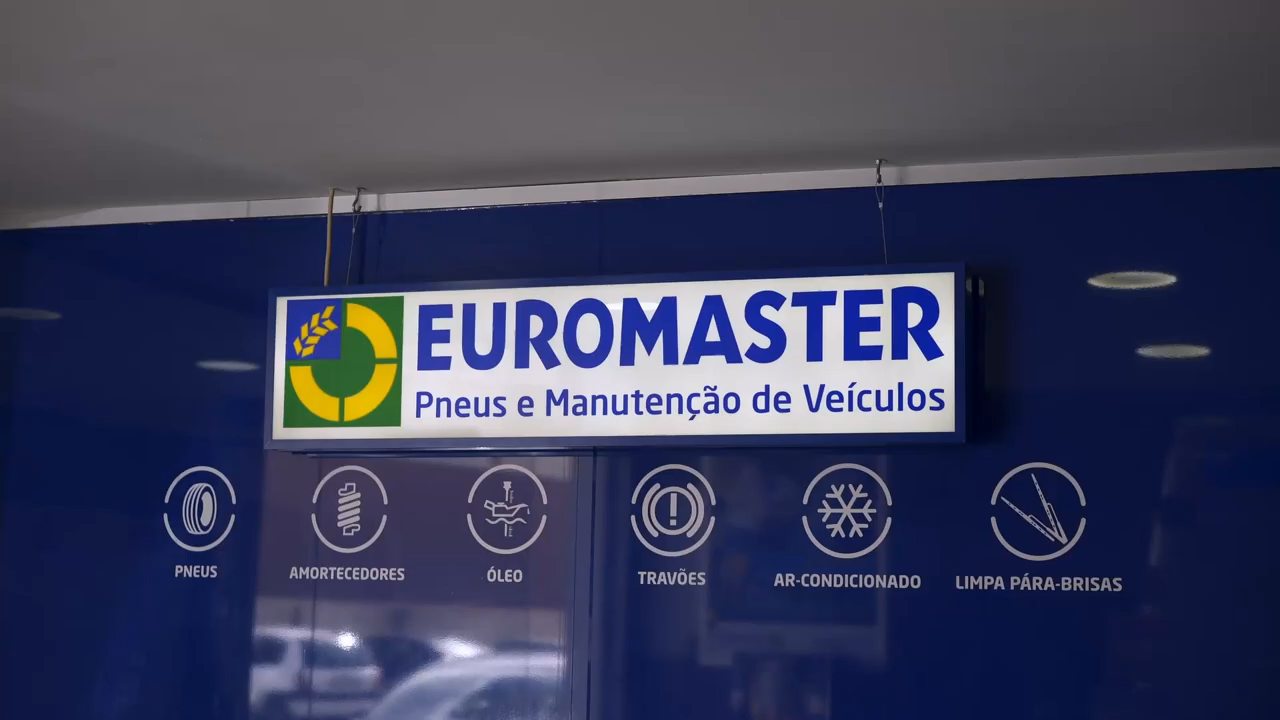 EUROMASTER
Pneus e Manutenção de Veículos
PNEUS
AMORTECEDORES
ÓLEO
TRAVÕES
AR-CONDICIONADO
LIMPA PÁRA-BRISAS